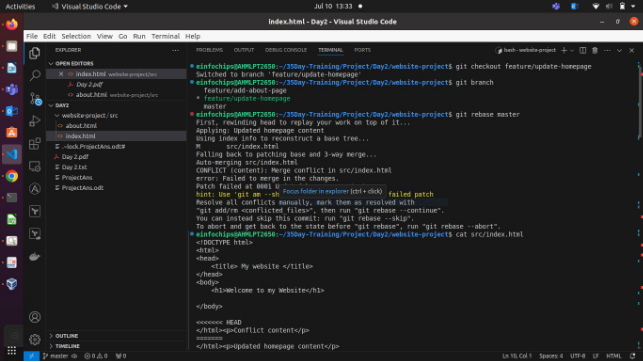 Activities
Visual Studio Code
Jul 10 13:33
index.html - Day2 - Visual Studio Code
File Edit Selection View Go Run Terminal Help
EXPLORER
OPEN EDITORS
index.html website-project/src
Day 2.pdf
about.html website-project/src
DAY2
website-project / src
about.html
index.html
.~lock.ProjectAns.odt#
Day 2.pdf
Day 2.txt
ProjectAns
ProjectAns.odt
OUTLINE
TIMELINE
PROBLEMS OUTPUT DEBUG CONSOLE TERMINAL PORTS
bash - website-project
einfochips@AHMLPT2650:~/35Day-Training/Project/Day2/website-project$ git checkout feature/update-homepage
Switched to branch 'feature/update-homepage'
einfochips@AHMLPT2650:~/35Day-Training/Project/Day2/website-project$ git branch
feature/add-about-page
* feature/update-homepage
master
einfochips@AHMLPT2650:~/35Day-Training/Project/Day2/website-project$ git rebase master
First, rewinding head to replay your work on top of it...
Applying: Updated homepage content
Using index info to reconstruct a base tree...
M src/index.html
Falling back to patching base and 3-way merge...
Auto-merging src/index.html
CONFLICT (content): Merge conflict in src/index.html
error: Failed to merge in the changes.
Patch failed at 0001
hint: Use 'git am --sh failed patch
Focus folder in explorer (ctrl + click)
Resolve all conflicts manually, mark them as resolved with
"git add/rm <conflicted_files>", then run "git rebase --continue".
You can instead skip this commit: run "git rebase --skip".
To abort and get back to the state before "git rebase", run "git rebase --abort".
einfochips@AHMLPT2650:~/35Day-Training/Project/Day2/website-project$ cat src/index.html
<!DOCTYPE html>
<html>
<head>
<title> My website </title>
</head>
<body>
<h1>Welcome to my Website</h1>
</body>
<<<<<<< HEAD
</html><p>Conflict content</p>
=======
</html><p>Updated homepage content</p>
master
0 0
0
Ln 10, Col 1 Spaces: 4 UTF-8 LF HTML